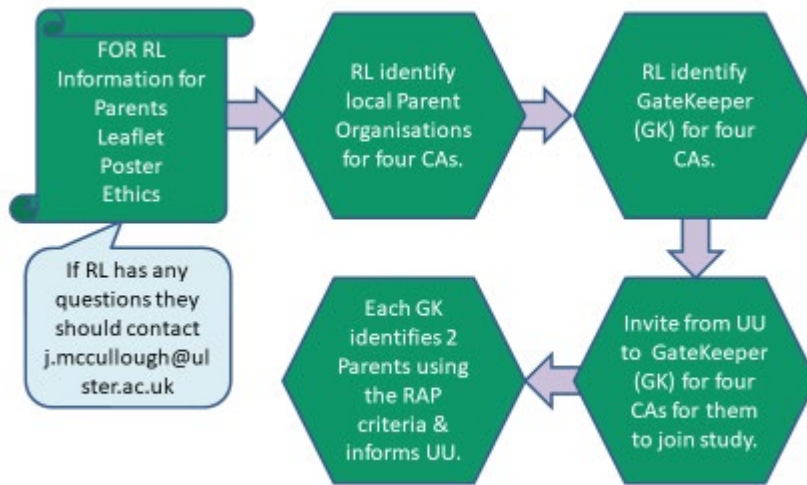 FOR RL
Information for
Parents
Leaflet
Poster
Ethics
If RL has any
questions they
should contact
j.mccullough@ul
ster.ac.uk
RL identify
local Parent
Organisations
for four CAs.
RL identify
GateKeeper
(GK) for four
CAs.
Invite from UU
to GateKeeper
(GK) for four
CAs for them
to join study.
Each GK
identifies 2
Parents using
the RAP
criteria &
informs UU.